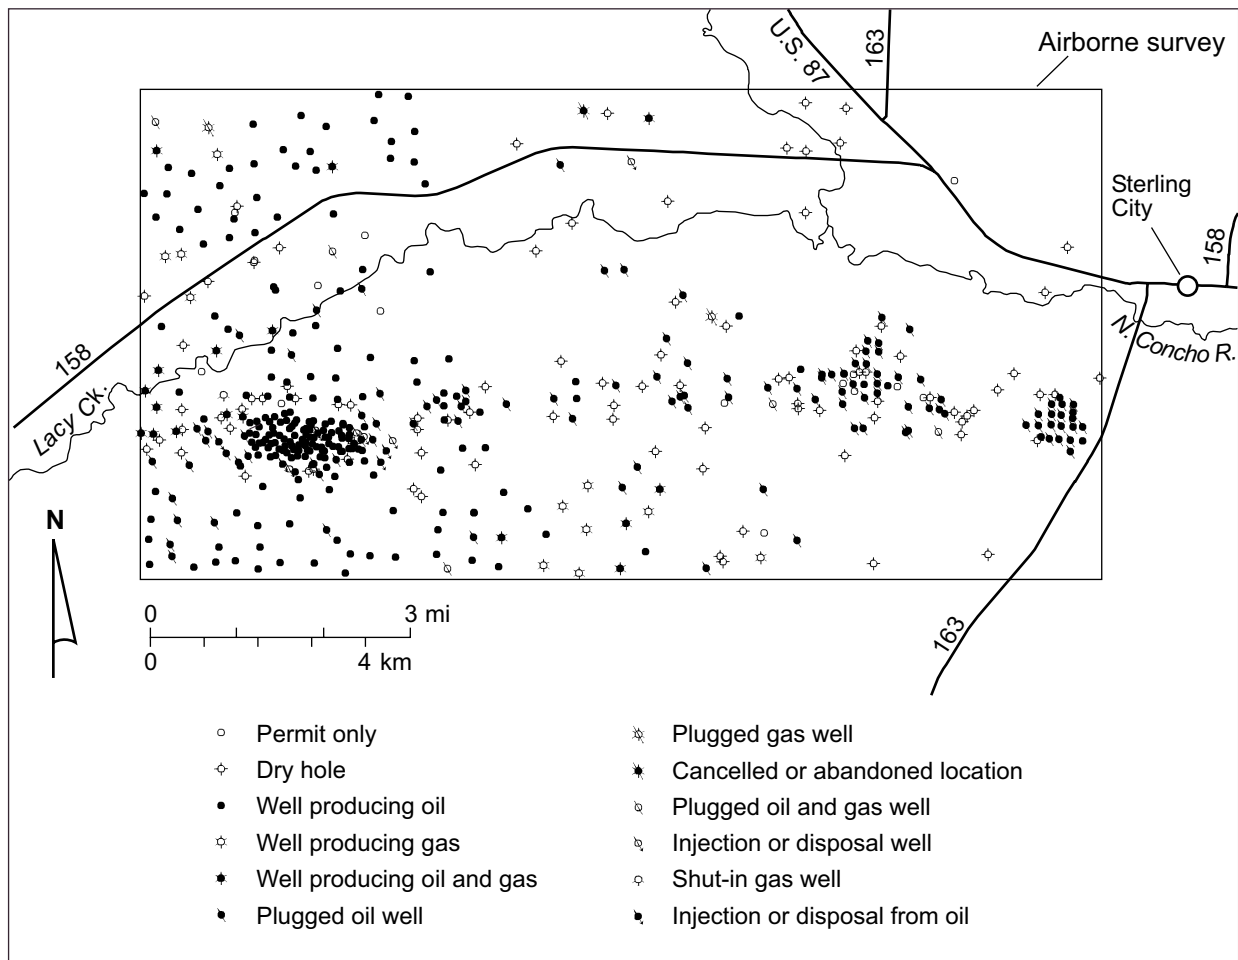 U.S. 87
163
Airborne survey
Sterling
City
158
N. Concho R.
158
Lacy Ck.
N
0 3 mi
0 4 km
163
Permit only
Dry hole
Well producing oil
Well producing gas
Well producing oil and gas
Plugged oil well
Plugged gas well
Cancelled or abandoned location
Plugged oil and gas well
Injection or disposal well
Shut-in gas well
Injection or disposal from oil